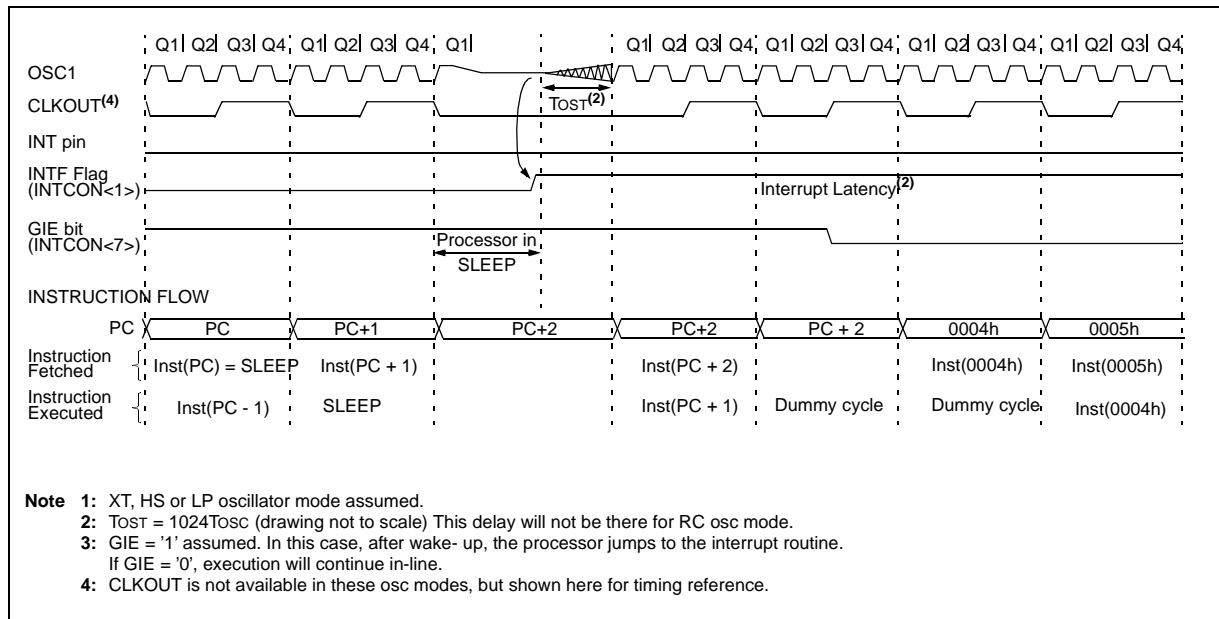 Q1| Q2| Q3| Q4 Q1| Q2| Q3| Q4 Q1| Q1| Q2| Q3| Q4 Q1| Q2| Q3| Q4 Q1| Q2| Q3| Q4 Q1| Q2| Q3| Q4
OSC1
CLKOUT(4)
TOST(2)
INT pin
INTF Flag
(INTCON<1>)
Interrupt Latency(2)
GIE bit
(INTCON<7>)
Processor in
SLEEP
INSTRUCTION FLOW
PC PC PC+1 PC+2 PC+2 PC + 2 0004h 0005h
Instruction
Fetched
Inst(PC) = SLEEP Inst(PC + 1) Inst(PC + 2) Inst(0004h) Inst(0005h)
Instruction
Executed
Inst(PC - 1) SLEEP Inst(PC + 1) Dummy cycle Dummy cycle Inst(0004h)
Note 1: XT, HS or LP oscillator mode assumed.
2: TOST = 1024TOSC (drawing not to scale) This delay will not be there for RC osc mode.
3: GIE = '1' assumed. In this case, after wake- up, the processor jumps to the interrupt routine.
If GIE = '0', execution will continue in-line.
4: CLKOUT is not available in these osc modes, but shown here for timing reference.